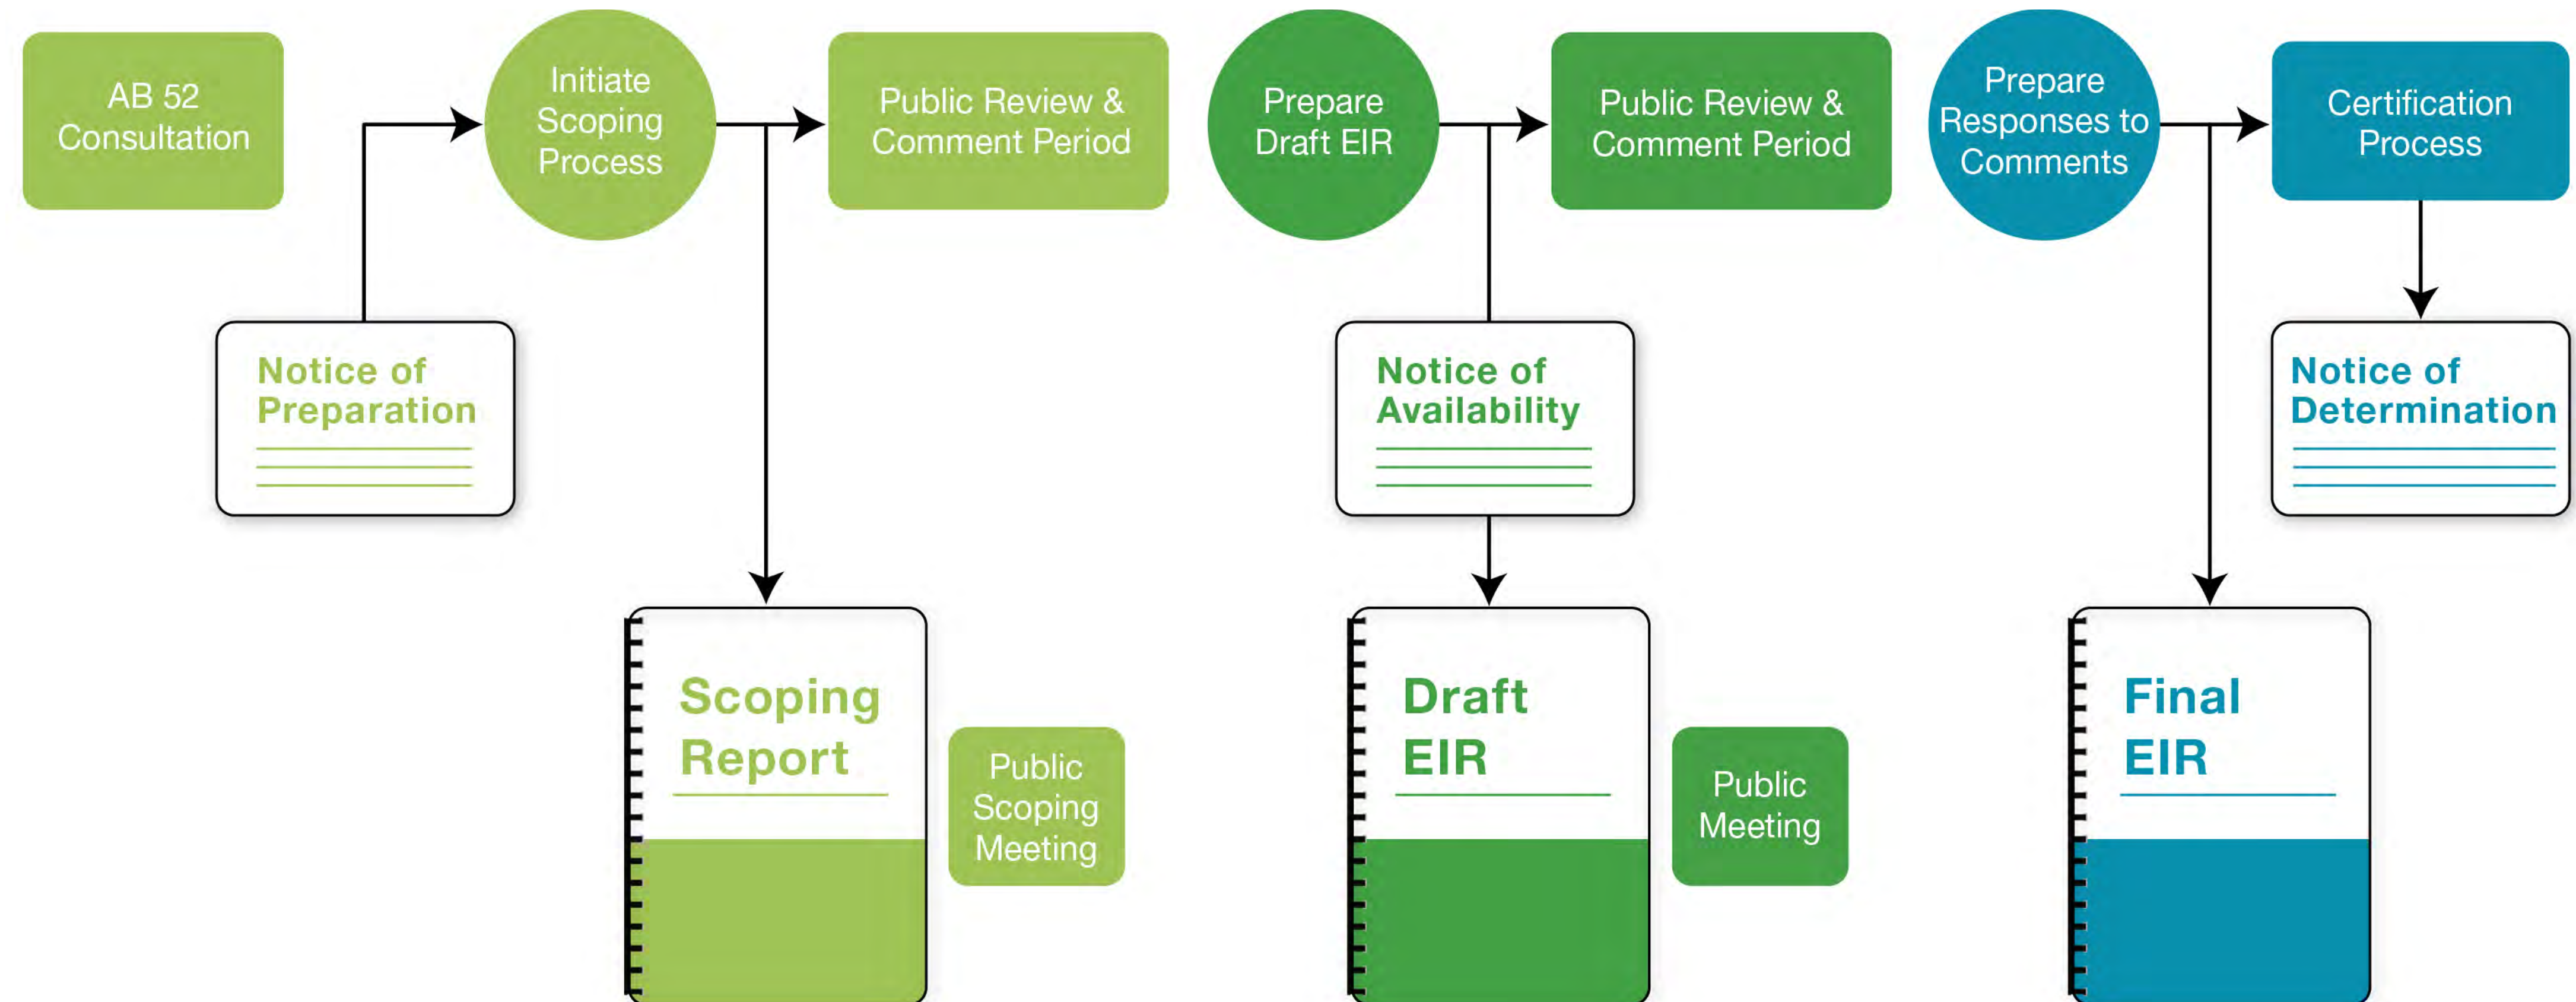 AB 52
Consultation
Initiate
Scoping
Process
Public Review &
Comment Period
Prepare
Draft EIR
Public Review &
Comment Period
Prepare
Responses to
Comments
Certification
Process
Notice of
Preparation
Notice of
Availability
Notice of
Determination
Scoping
Report
Public
Scoping
Meeting
Draft
EIR
Public
Meeting
Final
EIR